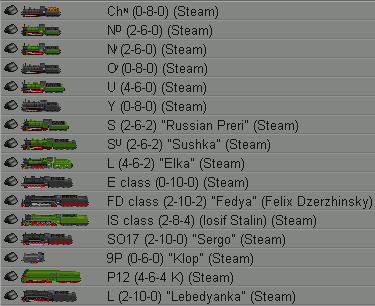 Chᴺ (0-8-0) (Steam)
Nᴰ (2-6-0) (Steam)
Nⱽ (2-6-0) (Steam)
Oⱽ (0-8-0) (Steam)
U (4-6-0) (Steam)
Y (0-8-0) (Steam)
S (2-6-2) "Russian Preri" (Steam)
Sᵁ (2-6-2) "Sushka" (Steam)
L (4-6-2) "Elka" (Steam)
E class (0-10-0) (Steam)
FD class (2-10-2) "Fedya" (Felix Dzerzhinsky)
IS class (2-8-4) (Iosif Stalin) (Steam)
SO17 (2-10-0) "Sergo" (Steam)
9P (0-6-0) "Klop" (Steam)
P12 (4-6-4 K) (Steam)
L (2-10-0) "Lebedyanka" (Steam)